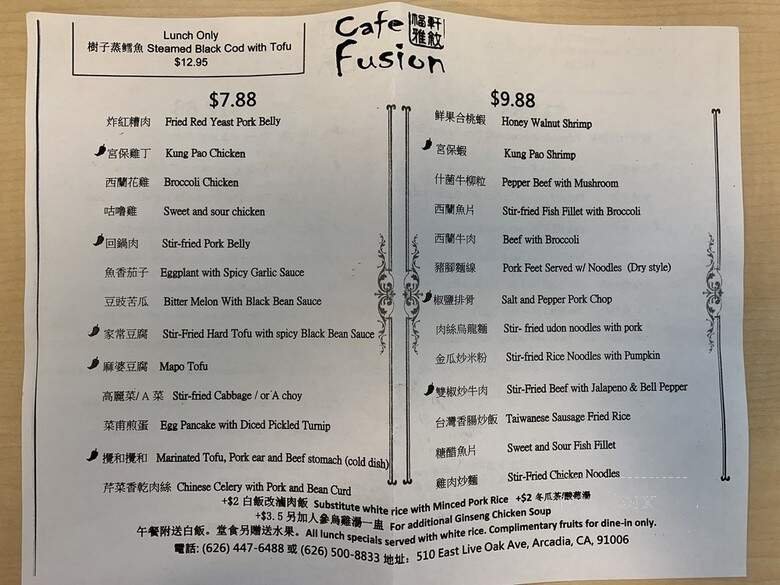 Lunch Only
樹子蒸鱈魚 Steamed Black Cod with Tofu
$12.95
Cafe Fusion
福軒雅敘
$7.88
炸紅糟肉 Fried Red Yeast Pork Belly
宮保雞丁 Kung Pao Chicken
西蘭花雞 Broccoli Chicken
咕嚕雞 Sweet and sour chicken
回鍋肉 Stir-fried Pork Belly
魚香茄子 Eggplant with Spicy Garlic Sauce
豆豉苦瓜 Bitter Melon With Black Bean Sauce
家常豆腐 Stir-Fried Hard Tofu with spicy Black Bean Sauce
麻婆豆腐 Mapo Tofu
高麗菜/ A 菜 Stir-fried Cabbage / or A choy
菜甫煎蛋 Egg Pancake with Diced Pickled Turnip
攪和攪和 Marinated Tofu, Pork ear and Beef stomach (cold dish)
芹菜香乾肉絲 Chinese Celery with Pork and Bean Curd
$9.88
鮮果合桃蝦 Honey Walnut Shrimp
宮保蝦 Kung Pao Shrimp
什菌牛柳粒 Pepper Beef with Mushroom
西蘭魚片 Stir-fried Fish Fillet with Broccoli
西蘭牛肉 Beef with Broccoli
豬腳麵線 Pork Feet Served w/ Noodles (Dry style)
椒鹽排骨 Salt and Pepper Pork Chop
肉絲烏龍麵 Stir- fried udon noodles with pork
金瓜炒米粉 Stir-fried Rice Noodles with Pumpkin
雙椒炒牛肉 Stir-Fried Beef with Jalapeno & Bell Pepper
台灣香腸炒飯 Taiwanese Sausage Fried Rice
糖醋魚片 Sweet and Sour Fish Fillet
雞肉炒麵 Stir-Fried Chicken Noodles
+$2 白飯改滷肉飯 Substitute white rice with Minced Pork Rice +$2 冬瓜茶/酸菊湯
+$3.5 另加人參烏雞湯一盅 For additional Ginseng Chicken Soup
午餐附送白飯。堂食另贈送水果。All lunch specials served with white rice. Complimentary fruits for dine-in only.
電話: (626) 447-6488 或 (626) 500-8833 地址: 510 East Live Oak Ave, Arcadia, CA, 91006